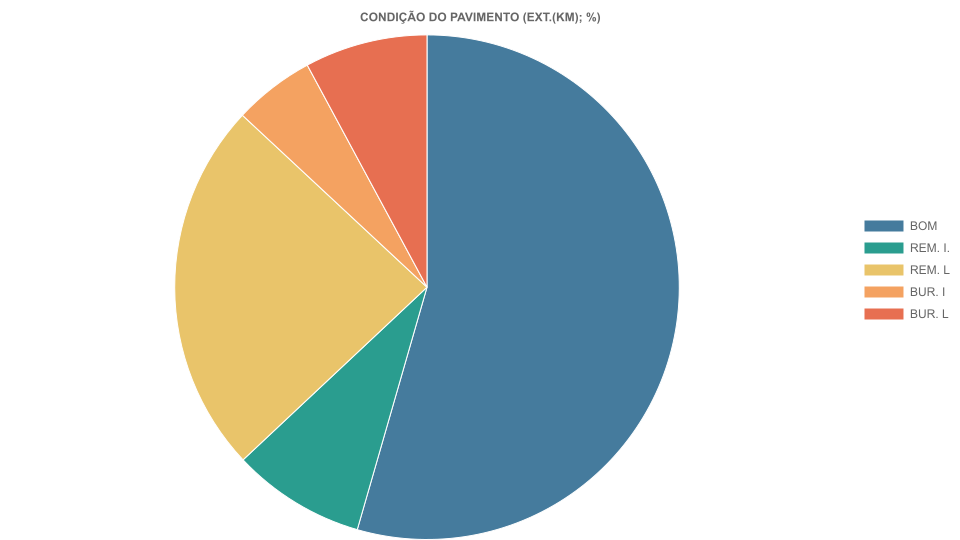 CONDIÇÃO DO PAVIMENTO (EXT.(KM); %)
BOM
REM. I.
REM. L
BUR. I
BUR. L